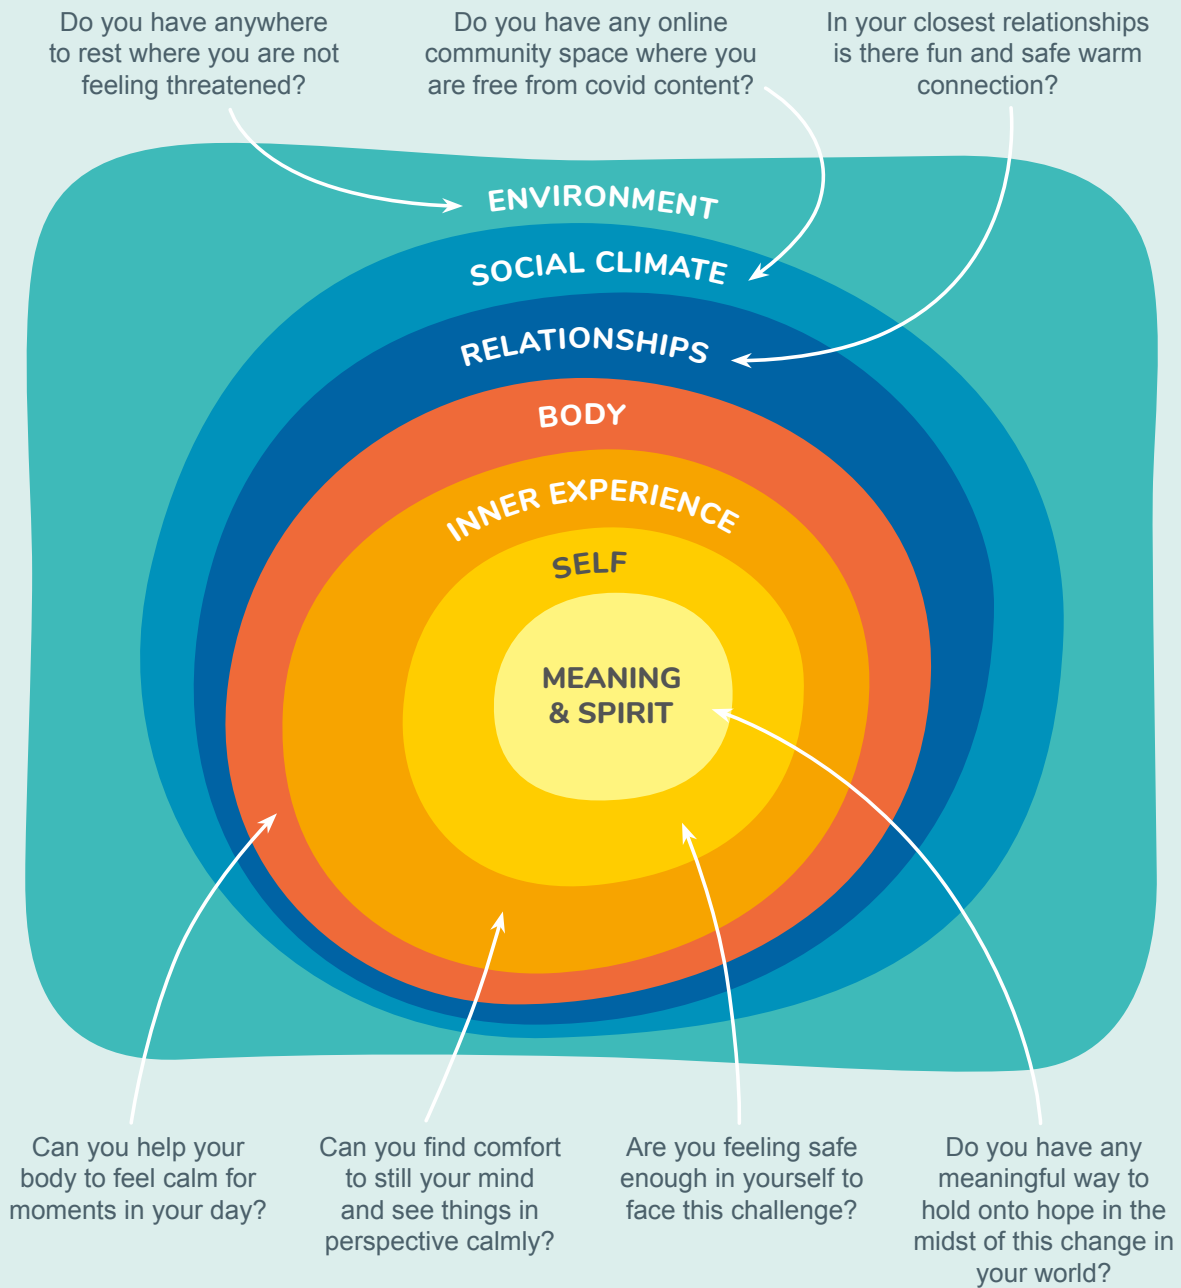 Do you have anywhere
to rest where you are not
feeling threatened?
Do you have any online
community space where you
are free from covid content?
In your closest relationships
is there fun and safe warm
connection?
ENVIRONMENT
SOCIAL CLIMATE
RELATIONSHIPS
BODY
INNER EXPERIENCE
SELF
MEANING
& SPIRIT
Can you help your
body to feel calm for
moments in your day?
Can you find comfort
to still your mind
and see things in
perspective calmly?
Are you feeling safe
enough in yourself to
face this challenge?
Do you have any
meaningful way to
hold onto hope in the
midst of this change in
your world?